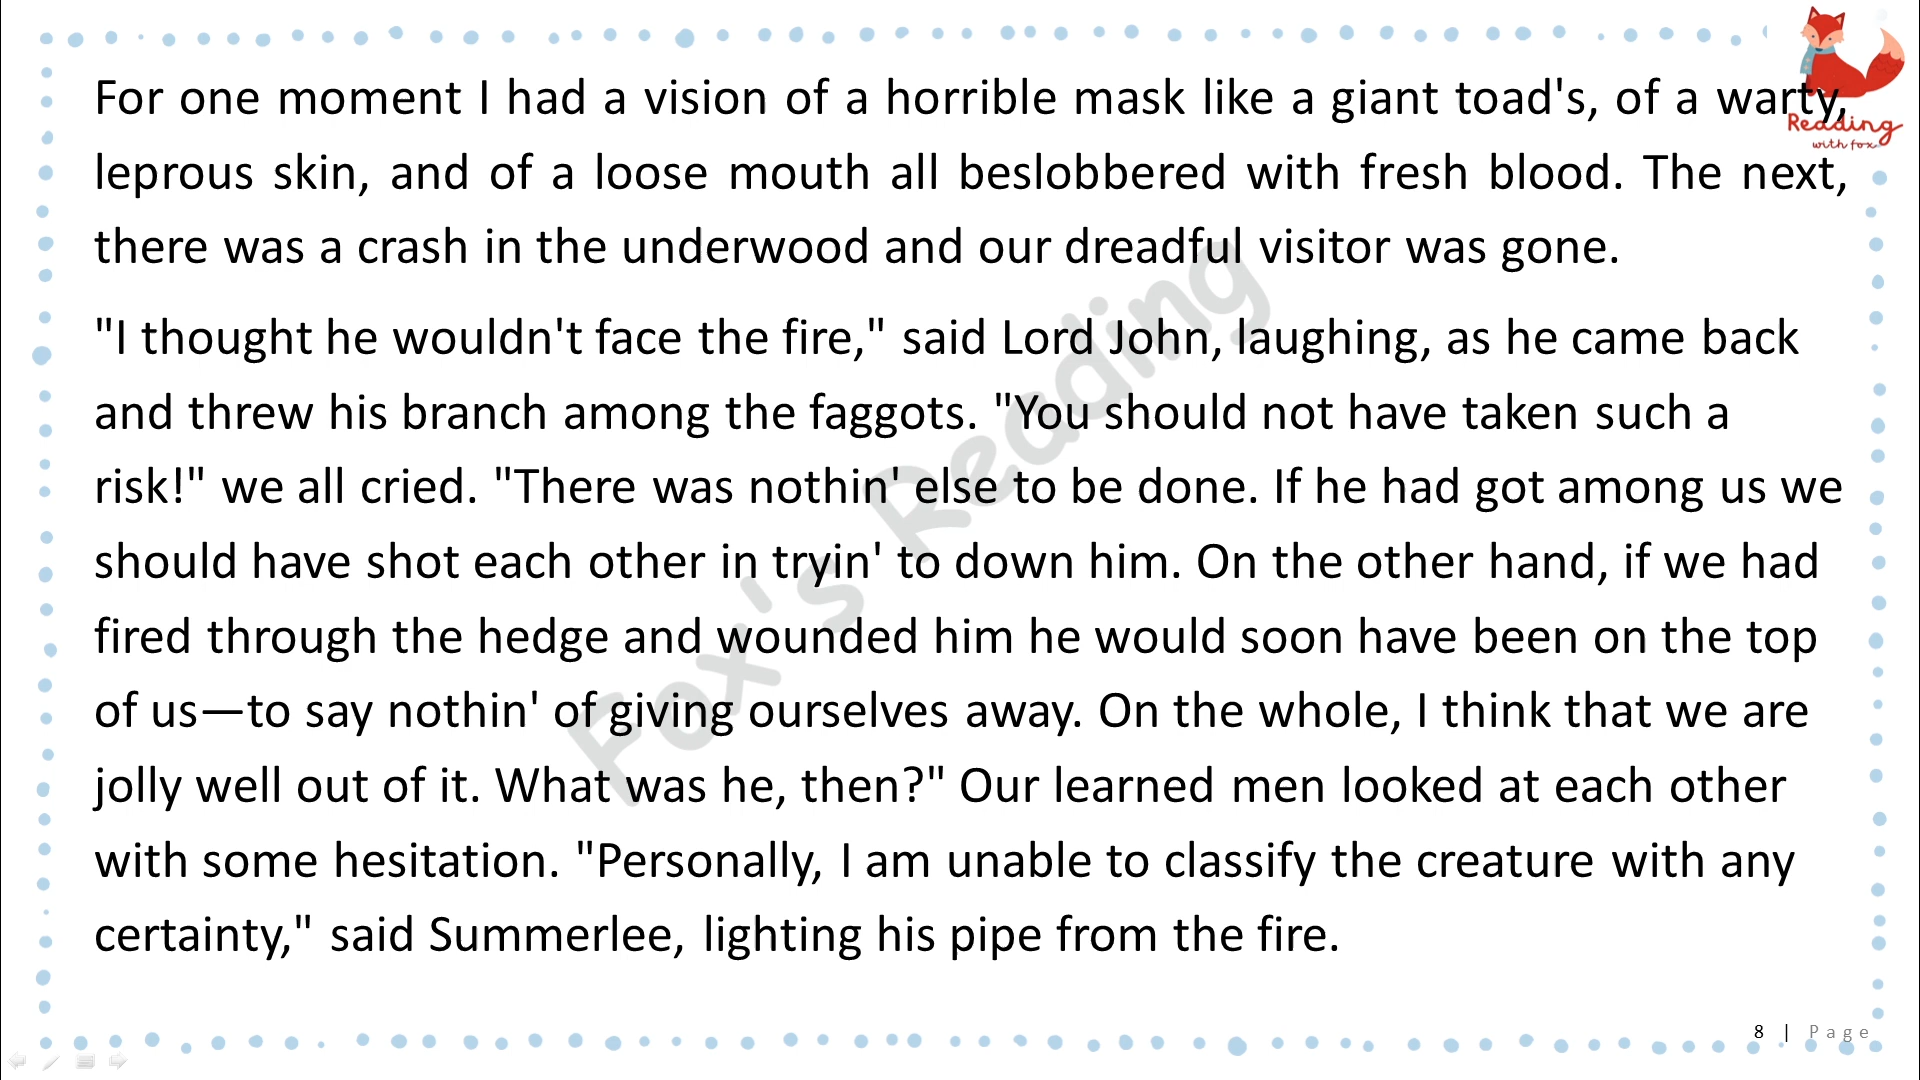 For one moment I had a vision of a horrible mask like a giant toad's, of a warty,
leprous skin, and of a loose mouth all beslobbered with fresh blood. The next,
there was a crash in the underwood and our dreadful visitor was gone.
"I thought he wouldn't face the fire," said Lord John, laughing, as he came back
and threw his branch among the faggots. "You should not have taken such a
risk!" we all cried. "There was nothin' else to be done. If he had got among us we
should have shot each other in tryin' to down him. On the other hand, if we had
fired through the hedge and wounded him he would soon have been on the top
of us—to say nothin' of giving ourselves away. On the whole, I think that we are
jolly well out of it. What was he, then?" Our learned men looked at each other
with some hesitation. "Personally, I am unable to classify the creature with any
certainty," said Summerlee, lighting his pipe from the fire.
Reading
with fox
Fox's Reading
8 | Page